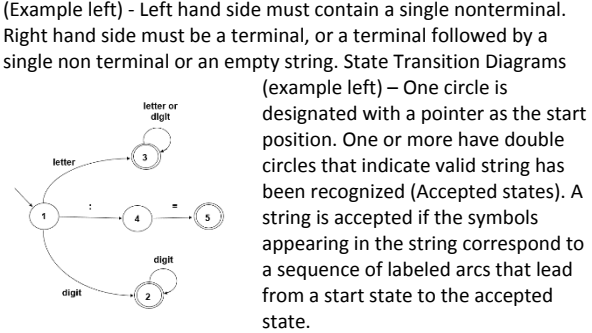 (Example left) - Left hand side must contain a single nonterminal.
Right hand side must be a terminal, or a terminal followed by a
single non terminal or an empty string. State Transition Diagrams
(example left) – One circle is
designated with a pointer as the start
position. One or more have double
circles that indicate valid string has
been recognized (Accepted states). A
string is accepted if the symbols
appearing in the string correspond to
a sequence of labeled arcs that lead
from a start state to the accepted
state.
letter or
digit
letter
3
:
=
1
4
5
digit
digit
2